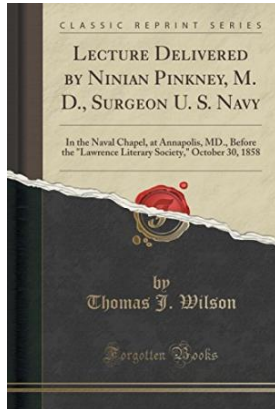 CLASSIC REPRINT SERIES
LECTURE DELIVERED
BY NINIAN PINKNEY, M.
D., SURGEON U. S. NAVY
In the Naval Chapel, at Annapolis, MD., Before
the "Lawrence Literary Society," October 30, 1858
by
Thomas J. Wilson
Forgotten Books